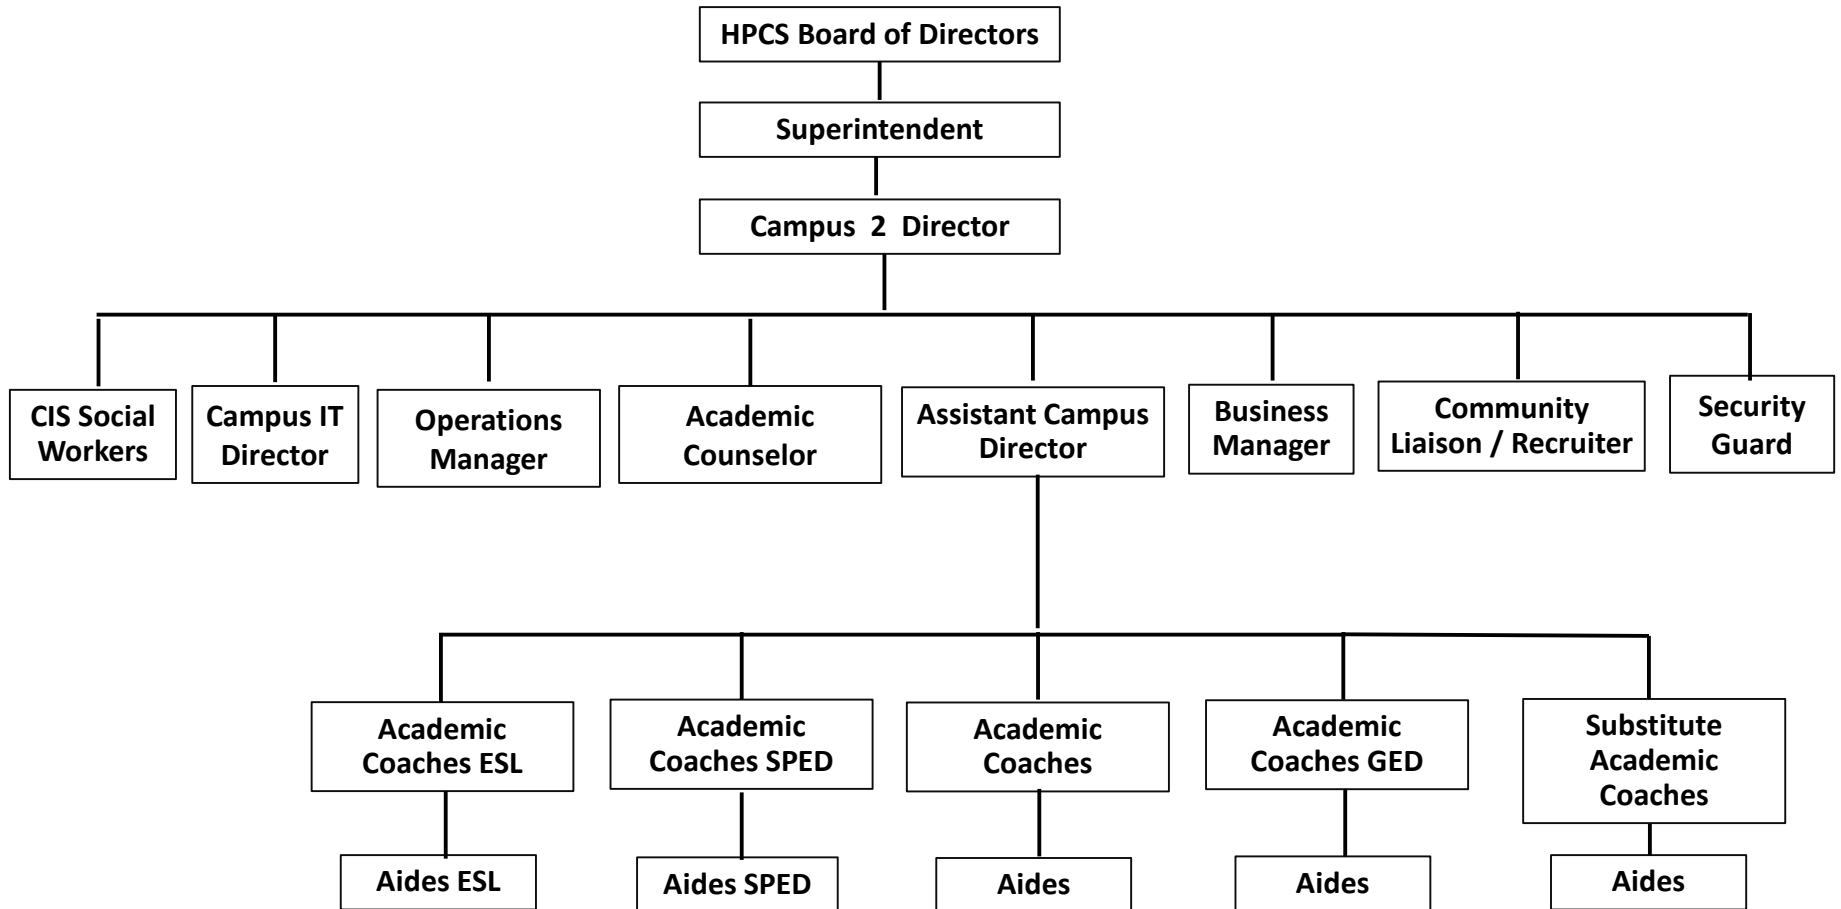 HPCS Board of Directors
Superintendent
Campus 2 Director
CIS Social
Workers
Campus IT
Director
Operations
Manager
Academic
Counselor
Assistant Campus
Director
Business
Manager
Community
Liaison / Recruiter
Security
Guard
Academic
Coaches ESL
Academic
Coaches SPED
Academic
Coaches
Academic
Coaches GED
Substitute
Academic
Coaches
Aides ESL
Aides SPED
Aides
Aides
Aides